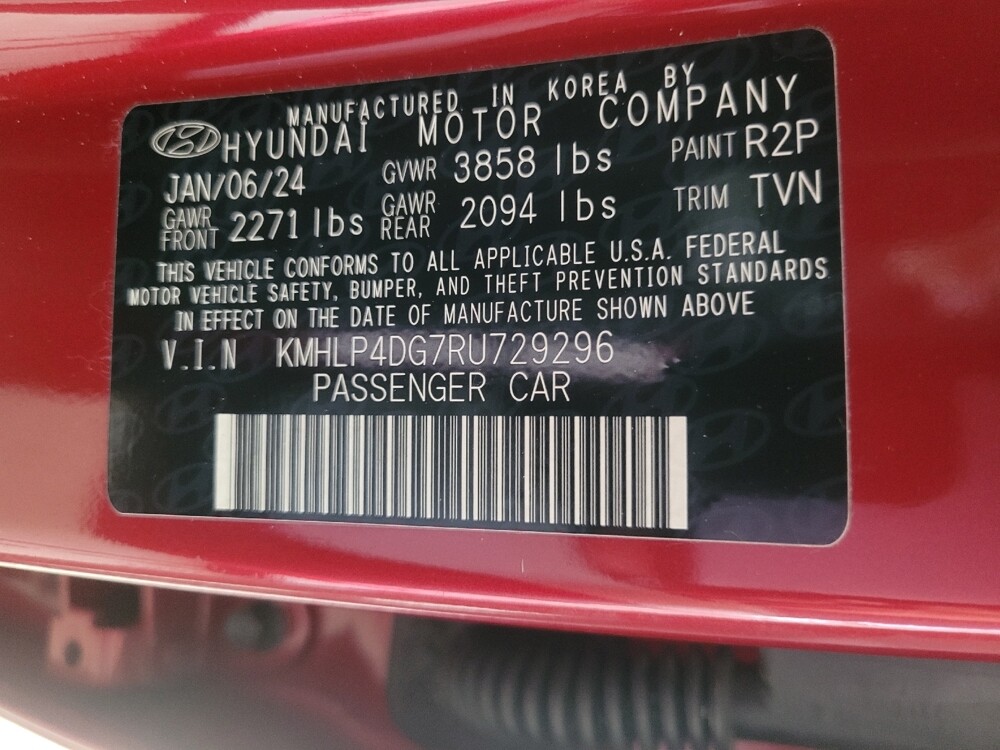 MANUFACTURED IN KOREA BY
HYUNDAI MOTOR COMPANY
JAN/06/24 GVWR 3858 lbs PAINT R2P
GAWR FRONT 2271 lbs GAWR REAR 2094 lbs TRIM TVN
THIS VEHICLE CONFORMS TO ALL APPLICABLE U.S.A. FEDERAL
MOTOR VEHICLE SAFETY, BUMPER, AND THEFT PREVENTION STANDARDS
IN EFFECT ON THE DATE OF MANUFACTURE SHOWN ABOVE
V.I.N KMHLP4DG7RU729296
PASSENGER CAR